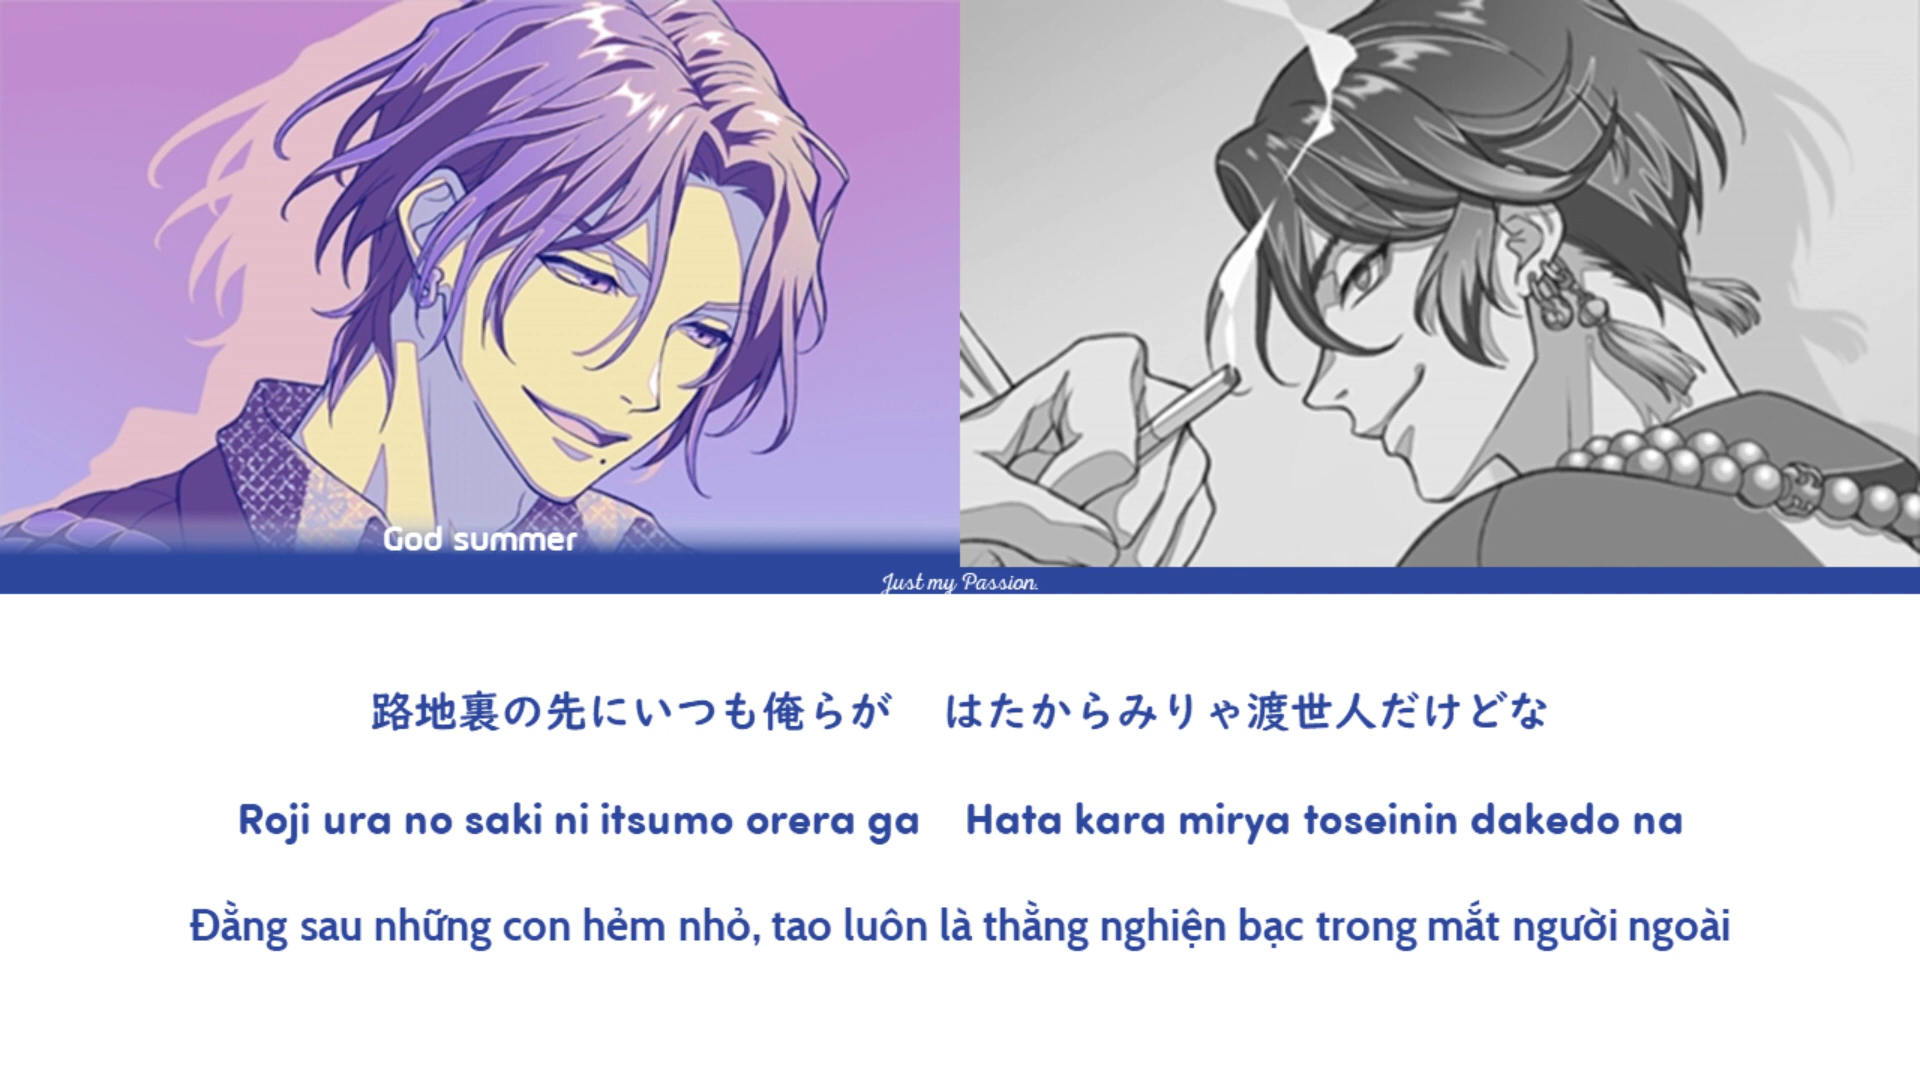 God summer
Just my Passion.
路地裏の先にいつも俺らが　はたからみりゃ渡世人だけどな
Roji ura no saki ni itsumo orera ga　Hata kara mirya toseinin dakedo na
Đằng sau những con hẻm nhỏ, tao luôn là thằng nghiện bạc trong mắt người ngoài